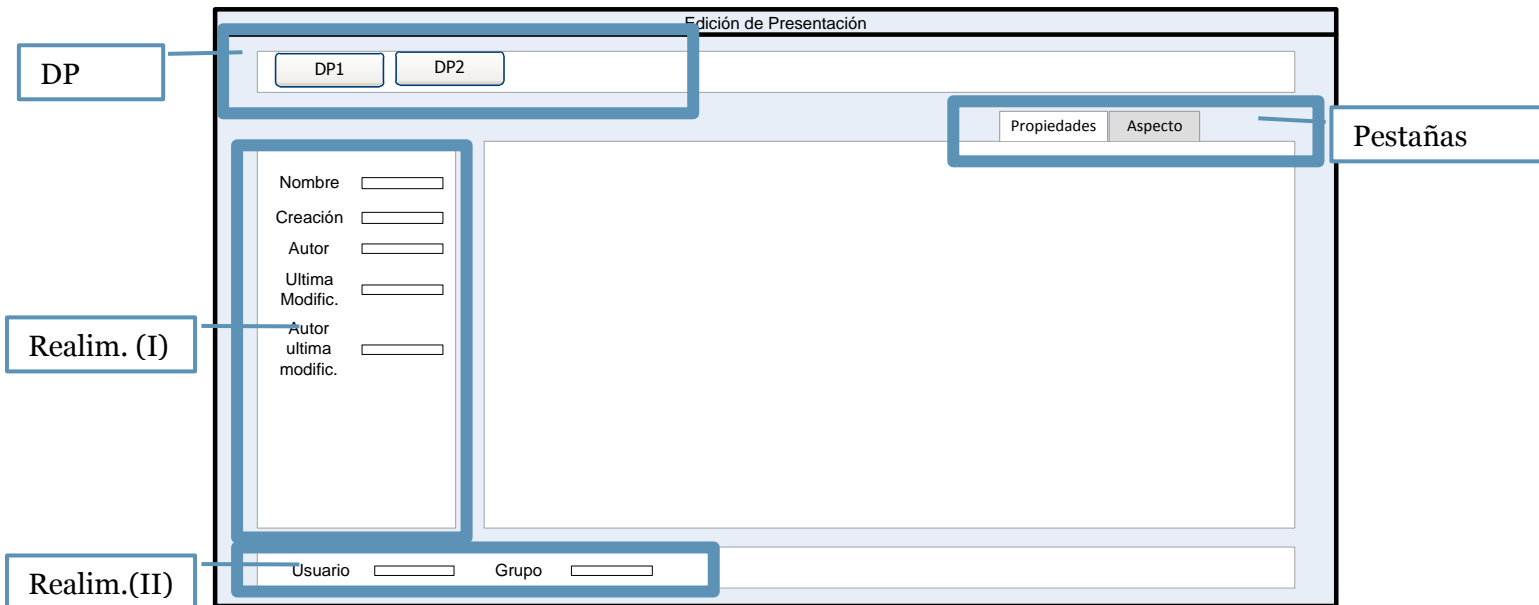 Edición de Presentación
DP
DP1
DP2
Propiedades
Aspecto
Pestañas
Nombre
Creación
Autor
Ultima
Modific.
Realim. (I)
Autor
ultima
modific.
Realim.(II)
Usuario
Grupo